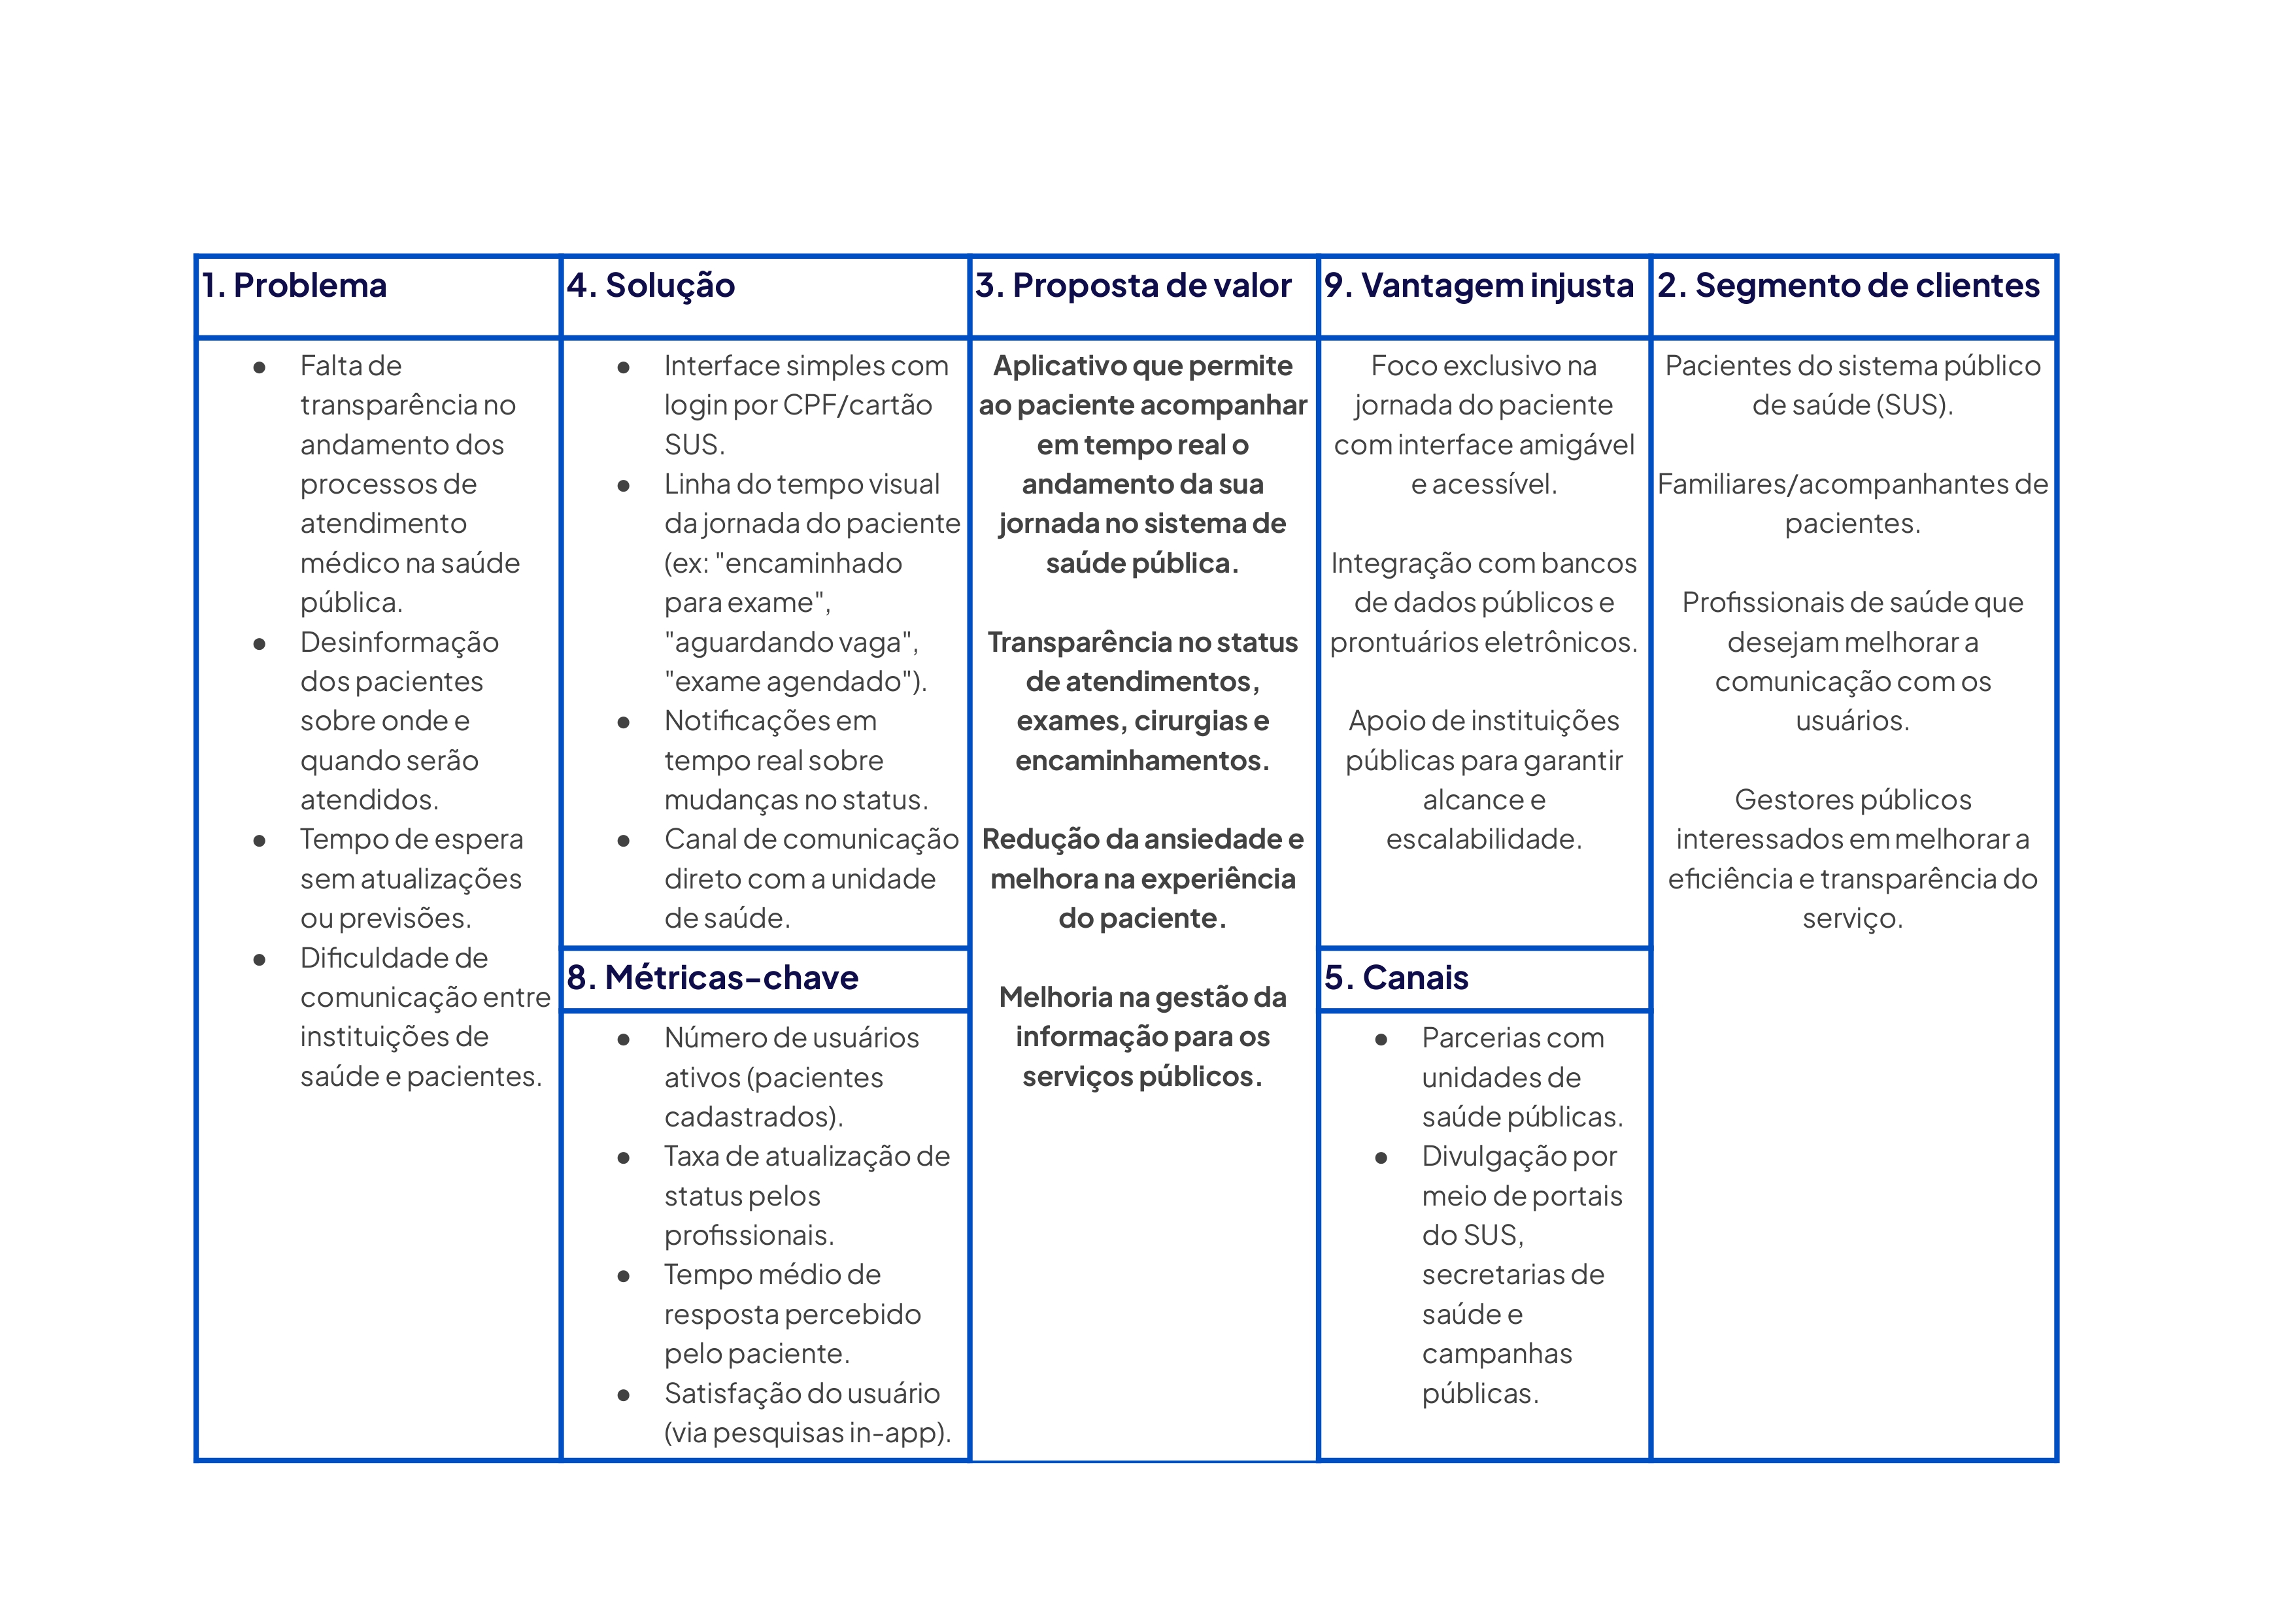 1. Problema
Falta de
transparência no
andamento dos
processos de
atendimento
médico na saúde
pública.
Desinformação
dos pacientes
sobre onde e
quando serão
atendidos.
Tempo de espera
sem atualizações
ou previsões.
Dificuldade de
comunicação entre
instituições de
saúde e pacientes.
4. Solução
Interface simples com
login por CPF/cartão
SUS.
Linha do tempo visual
da jornada do paciente
(ex: "encaminhado
para exame",
"aguardando vaga",
"exame agendado").
Notificações em
tempo real sobre
mudanças no status.
Canal de comunicação
direto com a unidade
de saúde.
8. Métricas-chave
Número de usuários
ativos (pacientes
cadastrados).
Taxa de atualização de
status pelos
profissionais.
Tempo médio de
resposta percebido
pelo paciente.
Satisfação do usuário
(via pesquisas in-app).
3. Proposta de valor
Aplicativo que permite
ao paciente acompanhar
em tempo real o
andamento da sua
jornada no sistema de
saúde pública.
Transparência no status
de atendimentos,
exames, cirurgias e
encaminhamentos.
Redução da ansiedade e
melhora na experiência
do paciente.
Melhoria na gestão da
informação para os
serviços públicos.
9. Vantagem injusta
Foco exclusivo na
jornada do paciente
com interface amigável
e acessível.
Integração com bancos
de dados públicos e
prontuários eletrônicos.
Apoio de instituições
públicas para garantir
alcance e
escalabilidade.
5. Canais
Parcerias com
unidades de
saúde públicas.
Divulgação por
meio de portais
do SUS,
secretarias de
saúde e
campanhas
públicas.
2. Segmento de clientes
Pacientes do sistema público
de saúde (SUS).
Familiares/acompanhantes de
pacientes.
Profissionais de saúde que
desejam melhorar a
comunicação com os
usuários.
Gestores públicos
interessados em melhorar a
eficiência e transparência do
serviço.